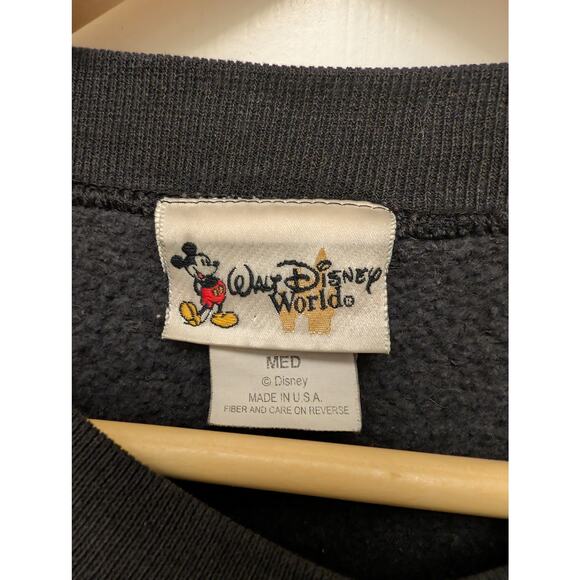 Walt Disney
World®
MED
© Disney
MADE IN U.S.A.
FIBER AND CARE ON REVERSE